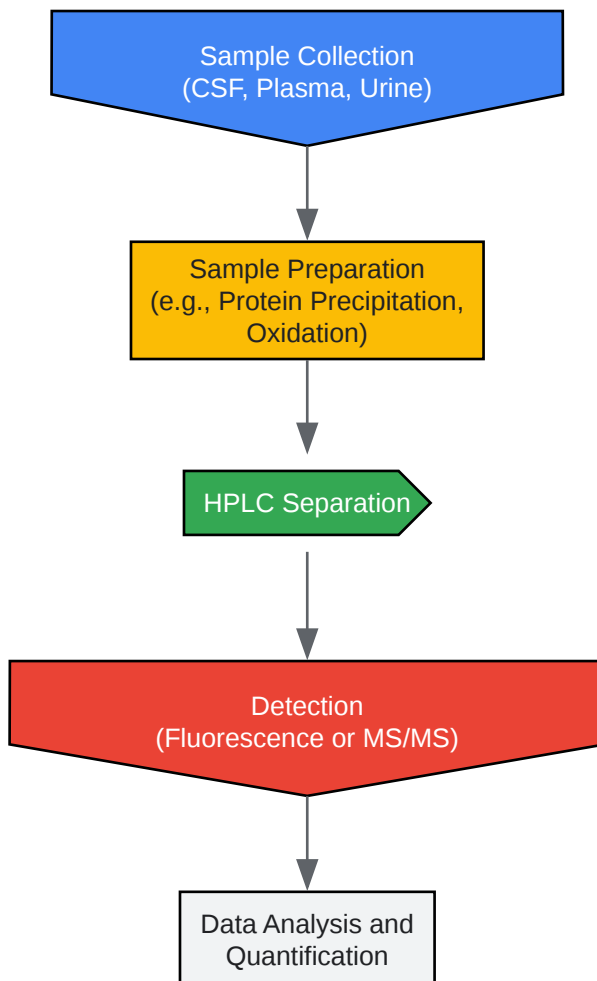 Sample Collection
(CSF, Plasma, Urine)
Sample Preparation
(e.g., Protein Precipitation,
Oxidation)
HPLC Separation
Detection
(Fluorescence or MS/MS)
Data Analysis and
Quantification